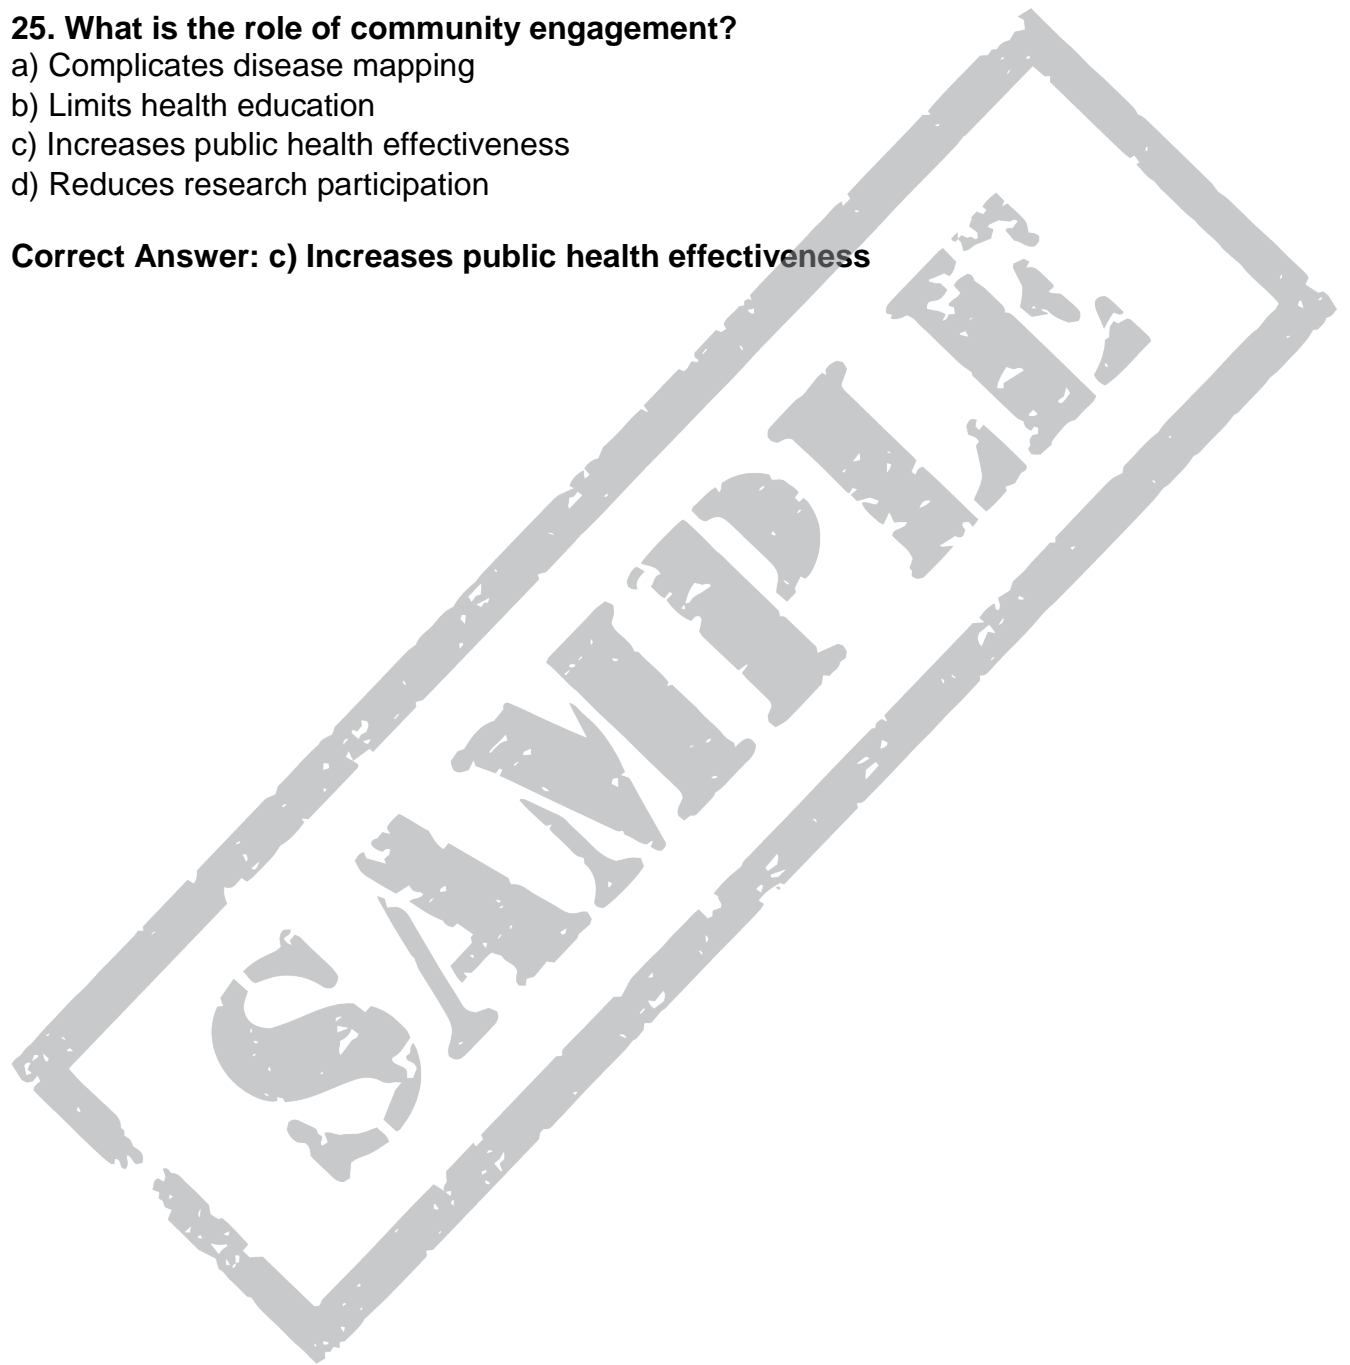 25. What is the role of community engagement?
a) Complicates disease mapping
b) Limits health education
c) Increases public health effectiveness
d) Reduces research participation
Correct Answer: c) Increases public health effectiveness
SAMPLE